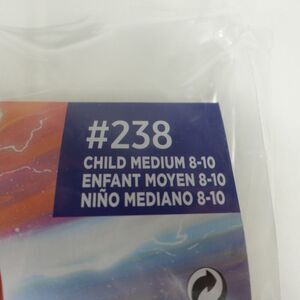 #238
CHILD MEDIUM 8-10
ENFANT MOYEN 8-10
NIÑO MEDIANO 8-10